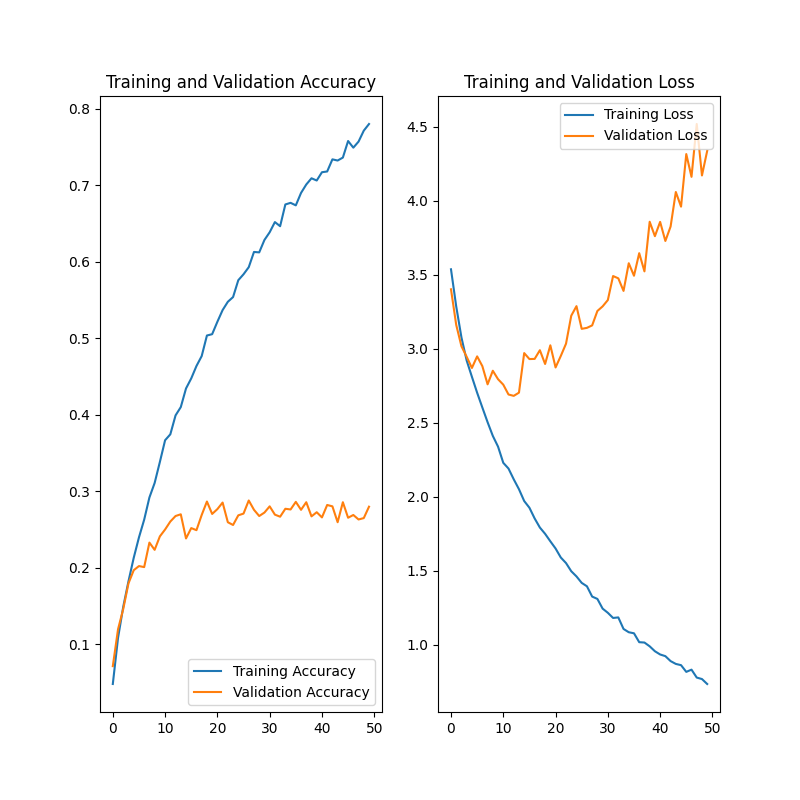 Training and Validation Accuracy
0.8
0.7
0.6
0.5
0.4
0.3
0.2
0.1
0 10 20 30 40 50
Training Accuracy
Validation Accuracy
Training and Validation Loss
4.5
4.0
3.5
3.0
2.5
2.0
1.5
1.0
0 10 20 30 40 50
Training Loss
Validation Loss